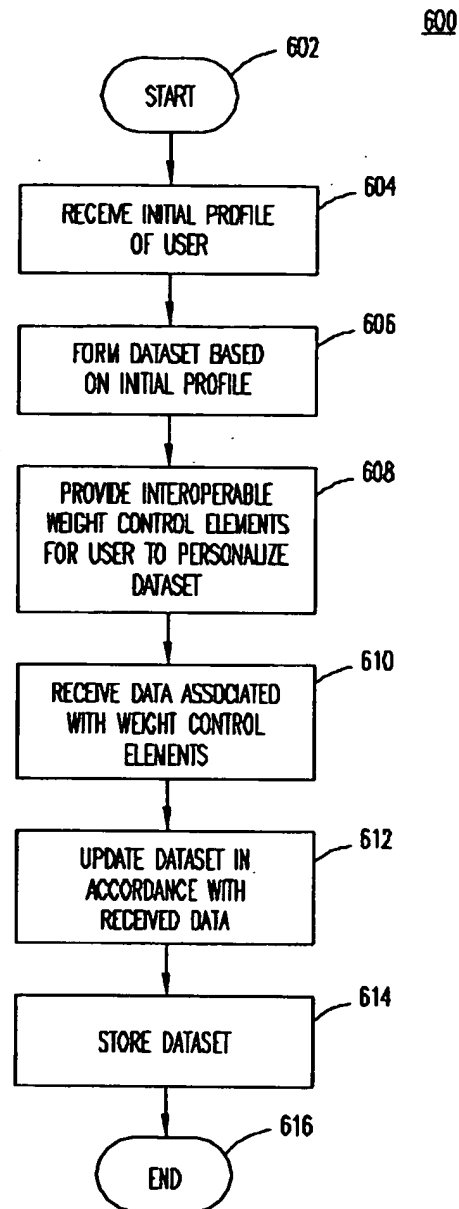 600
602
START
604
RECEIVE INITIAL PROFILE
OF USER
606
FORM DATASET BASED
ON INITIAL PROFILE
608
PROVIDE INTEROPERABLE
WEIGHT CONTROL ELEMENTS
FOR USER TO PERSONALIZE
DATASET
610
RECEIVE DATA ASSOCIATED
WITH WEIGHT CONTROL
ELEMENTS
612
UPDATE DATASET IN
ACCORDANCE WITH
RECEIVED DATA
614
STORE DATASET
616
END